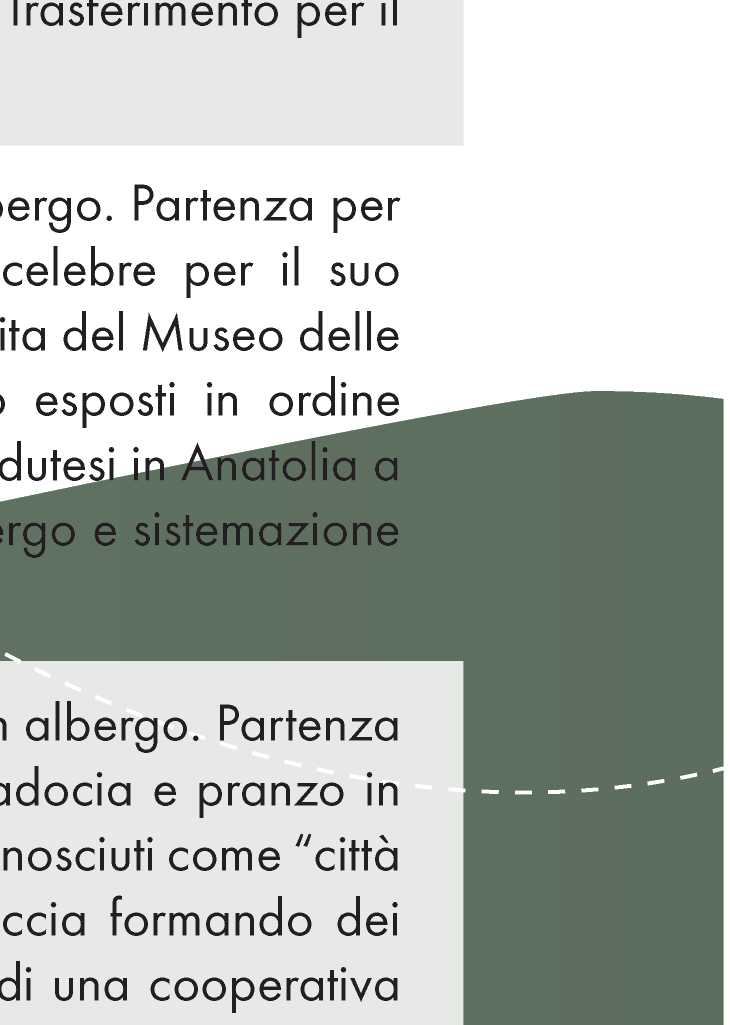 Trasferimento per il
bergo. Partenza per
celebre per il suo
ita del Museo delle
o esposti in ordine
dutesi in Anatolia a
ergo e sistemazione
n albergo. Partenza
adocia e pranzo in
nosciuti come “città
ccia formando dei
di una cooperativa